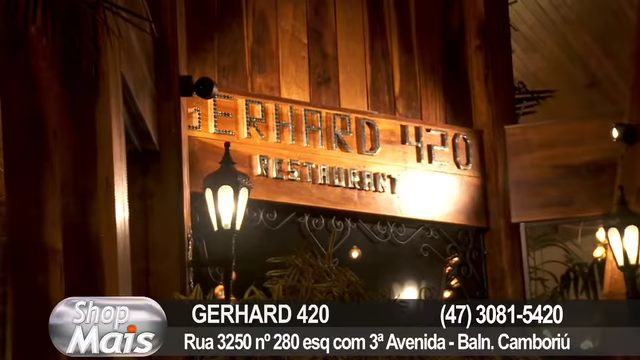 GERHARD 420
RESTAURANT
Shop
Mais
GERHARD 420 (47) 3081-5420
Rua 3250 nº 280 esq com 3ª Avenida - Baln. Camboriú